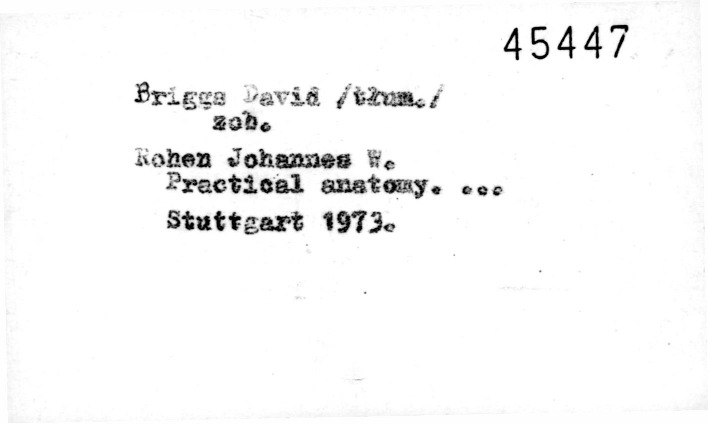 45447
Briggs David /tłum./
zob.
Rohen Johannes W.
Practical anatomy. ...
Stuttgart 1973.